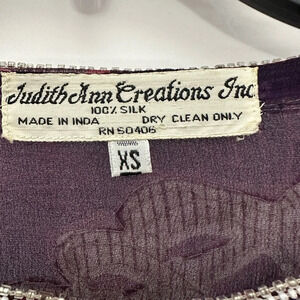 Judith Ann Creations Inc
100% SILK
MADE IN INDA DRY CLEAN ONLY
RN 50406
XS